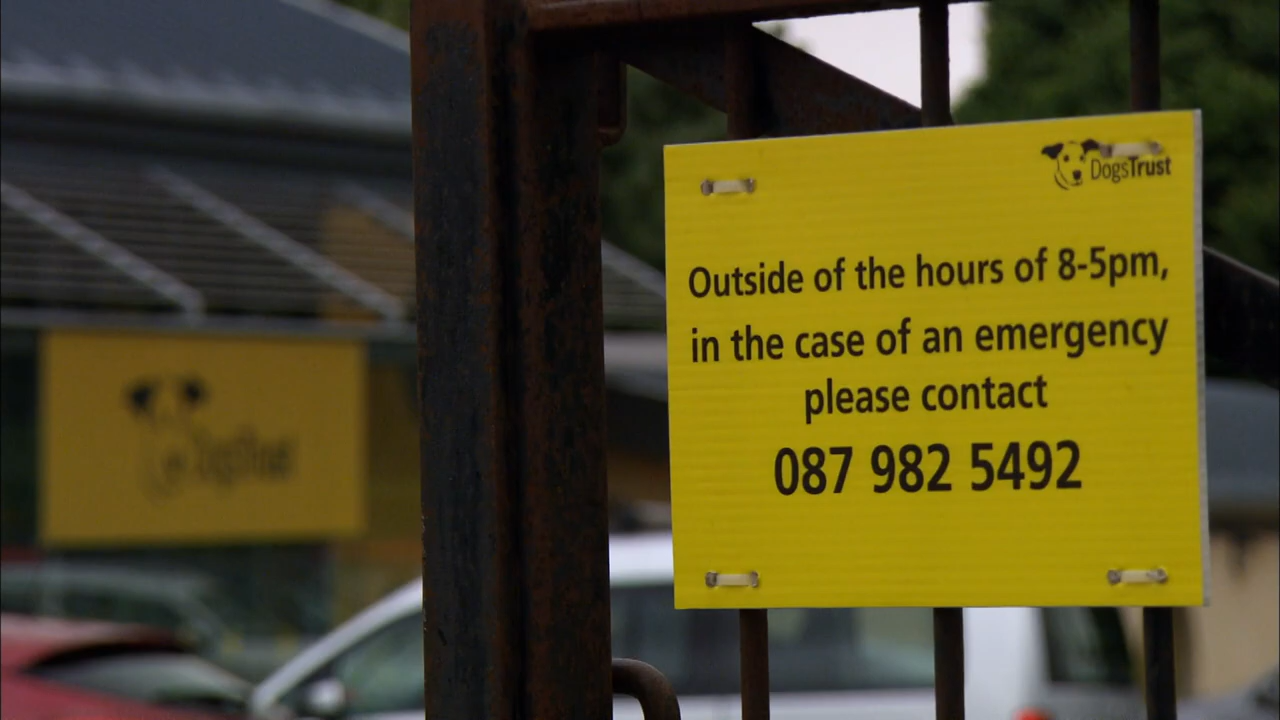 DogsTrust
Outside of the hours of 8-5pm,
in the case of an emergency
please contact
087 982 5492
DogsTrust